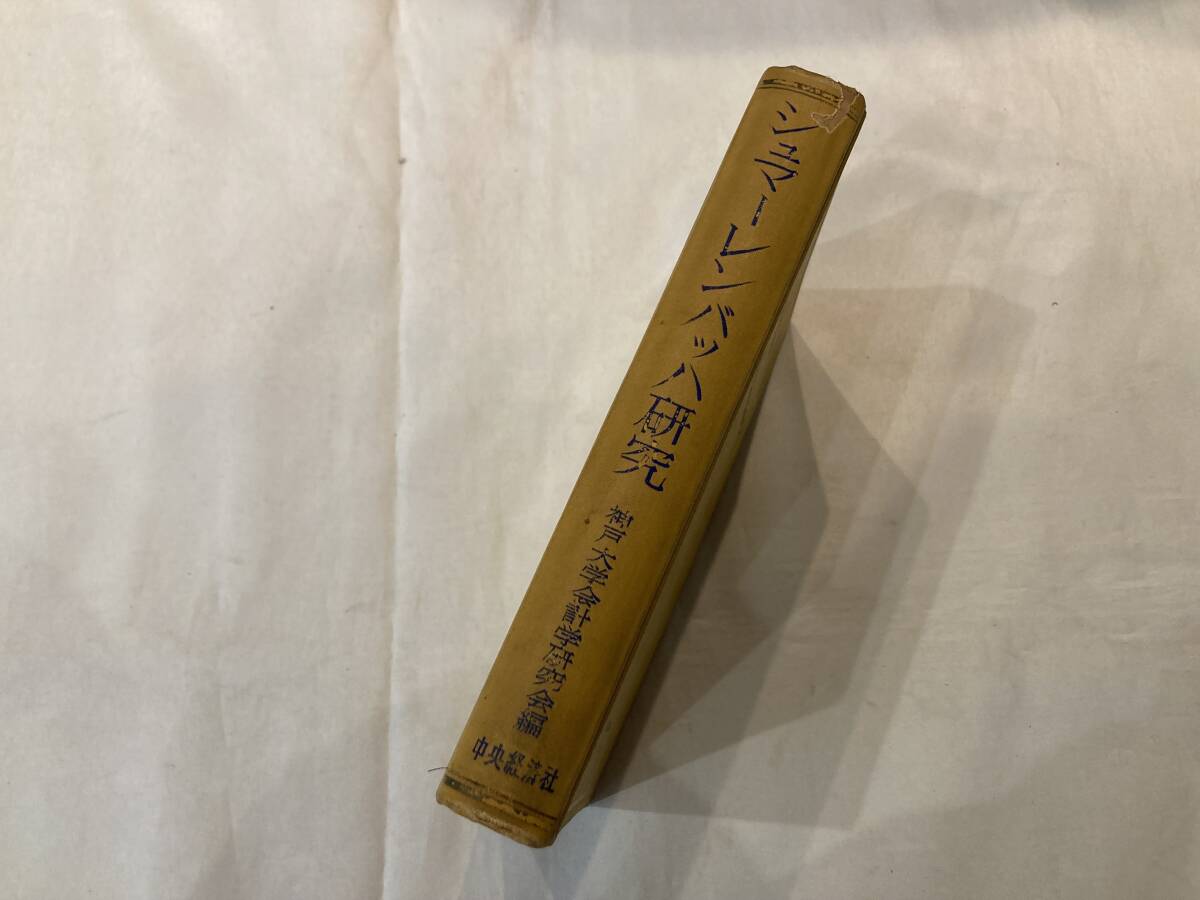 シュマーレンバッハ研究
神戸大学会計学研究会編
中央経済社